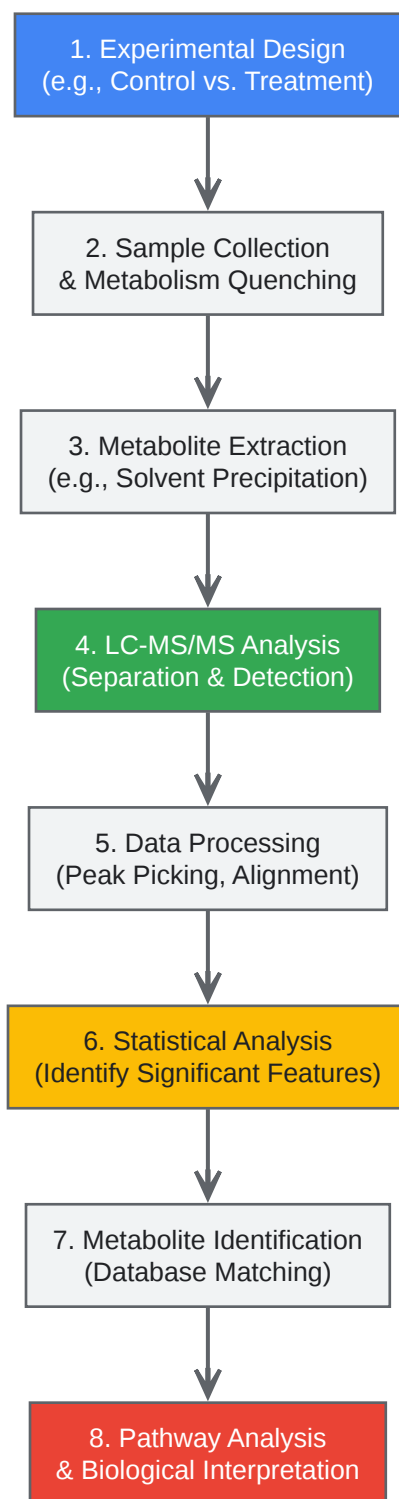 1. Experimental Design
(e.g., Control vs. Treatment)
2. Sample Collection
& Metabolism Quenching
3. Metabolite Extraction
(e.g., Solvent Precipitation)
4. LC-MS/MS Analysis
(Separation & Detection)
5. Data Processing
(Peak Picking, Alignment)
6. Statistical Analysis
(Identify Significant Features)
7. Metabolite Identification
(Database Matching)
8. Pathway Analysis
& Biological Interpretation